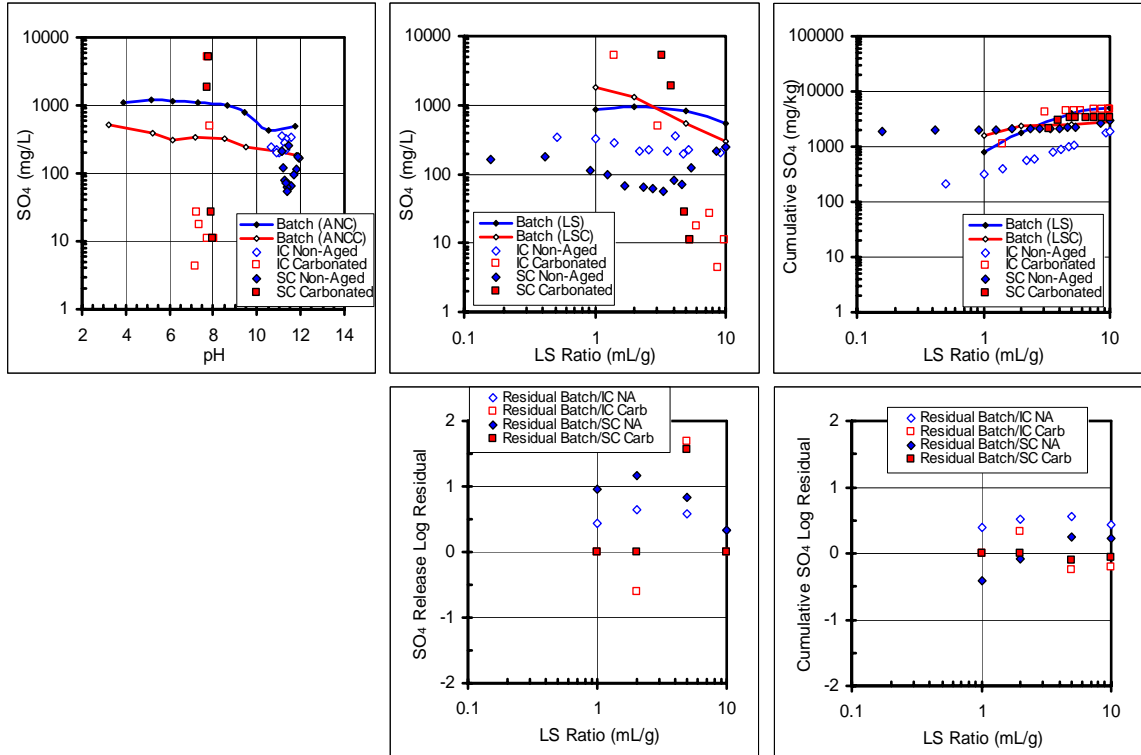 10000
1000
100
10
1
SO₄ (mg/L)
2 4 6 8 10 12 14
pH
Batch (ANC)
Batch (ANCC)
IC Non-Aged
IC Carbonated
SC Non-Aged
SC Carbonated
10000
1000
100
10
1
SO₄ (mg/L)
0.1 1 10
LS Ratio (mL/g)
Batch (LS)
Batch (LSC)
IC Non-Aged
IC Carbonated
SC Non-Aged
SC Carbonated
100000
10000
1000
100
10
1
Cumulative SO₄ (mg/kg)
0.1 1 10
LS Ratio (mL/g)
Batch (LS)
Batch (LSC)
IC Non-Aged
IC Carbonated
SC Non-Aged
SC Carbonated
Residual Batch/IC NA
Residual Batch/IC Carb
Residual Batch/SC NA
Residual Batch/SC Carb
2
1
0
-1
-2
SO₄ Release Log Residual
0.1 1 10
LS Ratio (mL/g)
Residual Batch/IC NA
Residual Batch/IC Carb
Residual Batch/SC NA
Residual Batch/SC Carb
2
1
0
-1
-2
Cumulative SO₄ Log Residual
0.1 1 10
LS Ratio (mL/g)